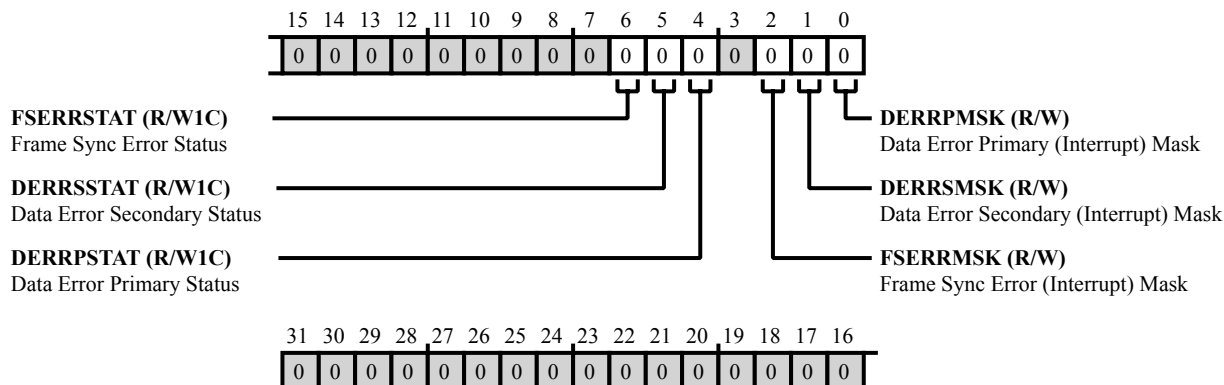 15 14 13 12 11 10 9 8 7 6 5 4 3 2 1 0
0 0 0 0 0 0 0 0 0 0 0 0 0 0 0 0
FSERRSTAT (R/W1C)
Frame Sync Error Status
DERRPMSK (R/W)
Data Error Primary (Interrupt) Mask
DERRSSTAT (R/W1C)
Data Error Secondary Status
DERRSMSK (R/W)
Data Error Secondary (Interrupt) Mask
DERRPSTAT (R/W1C)
Data Error Primary Status
FSERRMSK (R/W)
Frame Sync Error (Interrupt) Mask
31 30 29 28 27 26 25 24 23 22 21 20 19 18 17 16
0 0 0 0 0 0 0 0 0 0 0 0 0 0 0 0